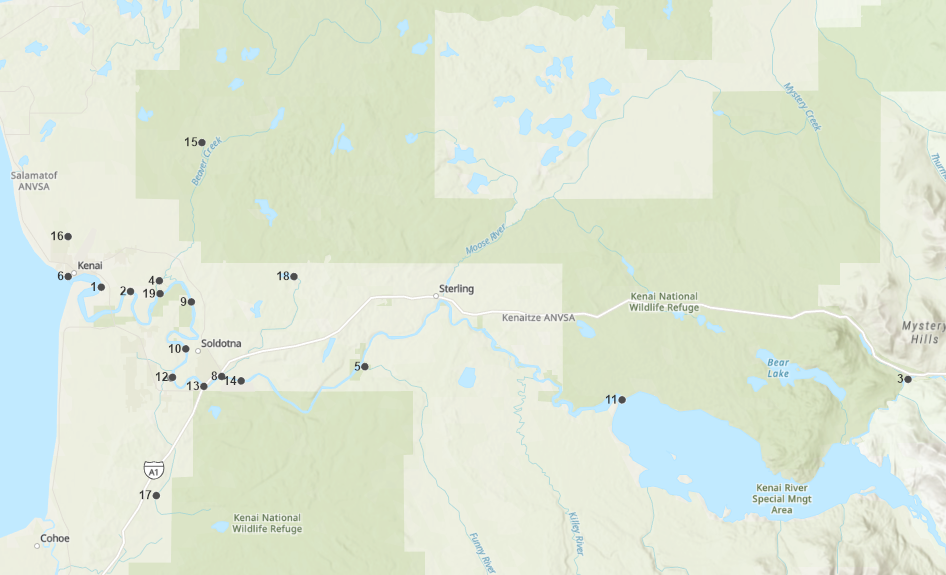 Mystery Creek
15
Beaver Creek
Thurma
Salamatof
ANVSA
16
Moose River
Kenai
6
1
2
4
19
9
18
Sterling
Kenai National
Wildlife Refuge
Kenaitze ANVSA
Mystery
Hills
10
Soldotna
5
Bear
Lake
12
13
8
14
3
11
A1
17
Kenai River
Special Mngt
Area
Kenai National
Wildlife Refuge
Killey River
Funny River
Cohoe